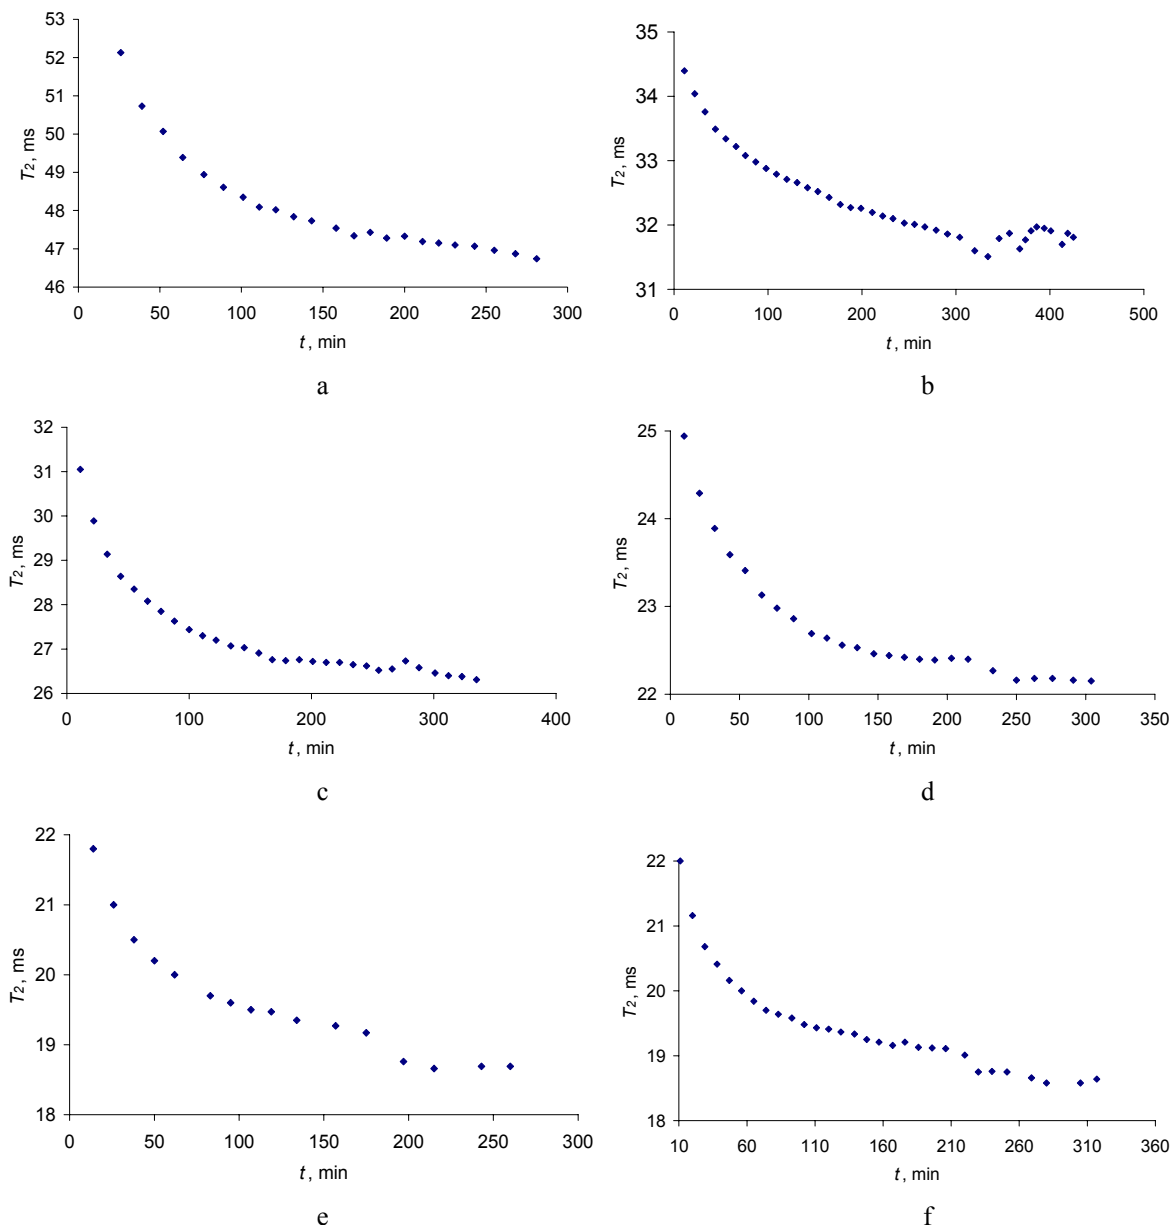 53
52
51
50
49
48
47
46
T2, ms
0 50 100 150 200 250 300
t, min
a
35
34
33
32
31
T2, ms
0 100 200 300 400 500
t, min
b
32
31
30
29
28
27
26
T2, ms
0 100 200 300 400
t, min
c
25
24
23
22
T2, ms
0 50 100 150 200 250 300 350
t, min
d
22
21
20
19
18
T2, ms
0 50 100 150 200 250 300
t, min
e
22
21
20
19
18
T2, ms
10 60 110 160 210 260 310 360
t, min
f